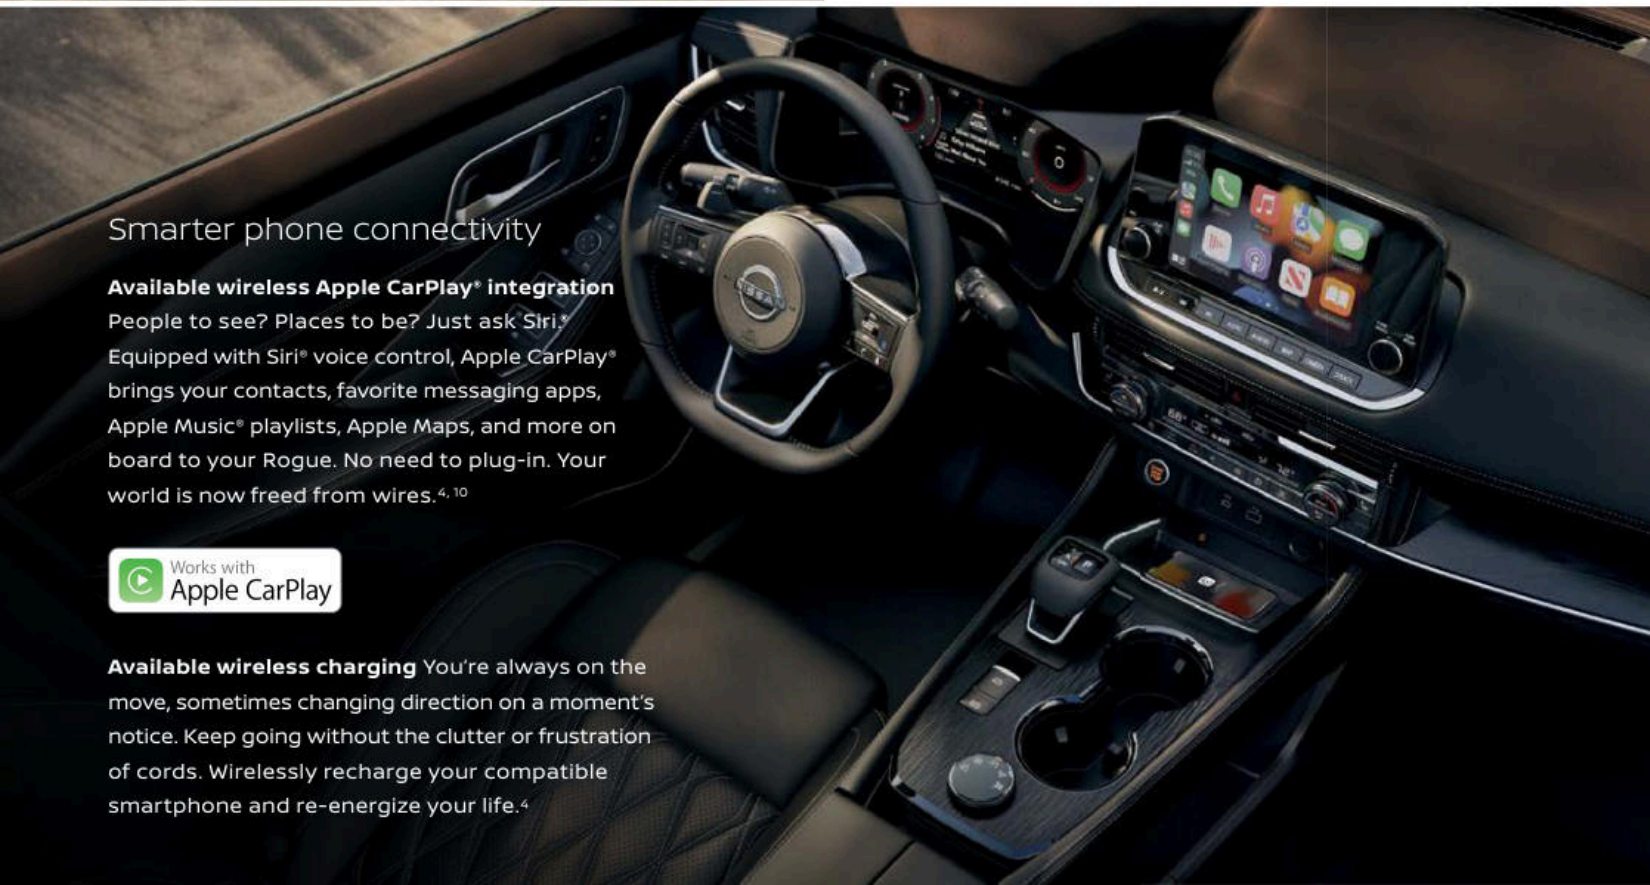 Smarter phone connectivity
Available wireless Apple CarPlay® integration
People to see? Places to be? Just ask Siri.®
Equipped with Siri® voice control, Apple CarPlay®
brings your contacts, favorite messaging apps,
Apple Music® playlists, Apple Maps, and more on
board to your Rogue. No need to plug-in. Your
world is now freed from wires.4, 10
Works with
Apple CarPlay
Available wireless charging You’re always on the
move, sometimes changing direction on a moment’s
notice. Keep going without the clutter or frustration
of cords. Wirelessly recharge your compatible
smartphone and re-energize your life.4
NISSAN